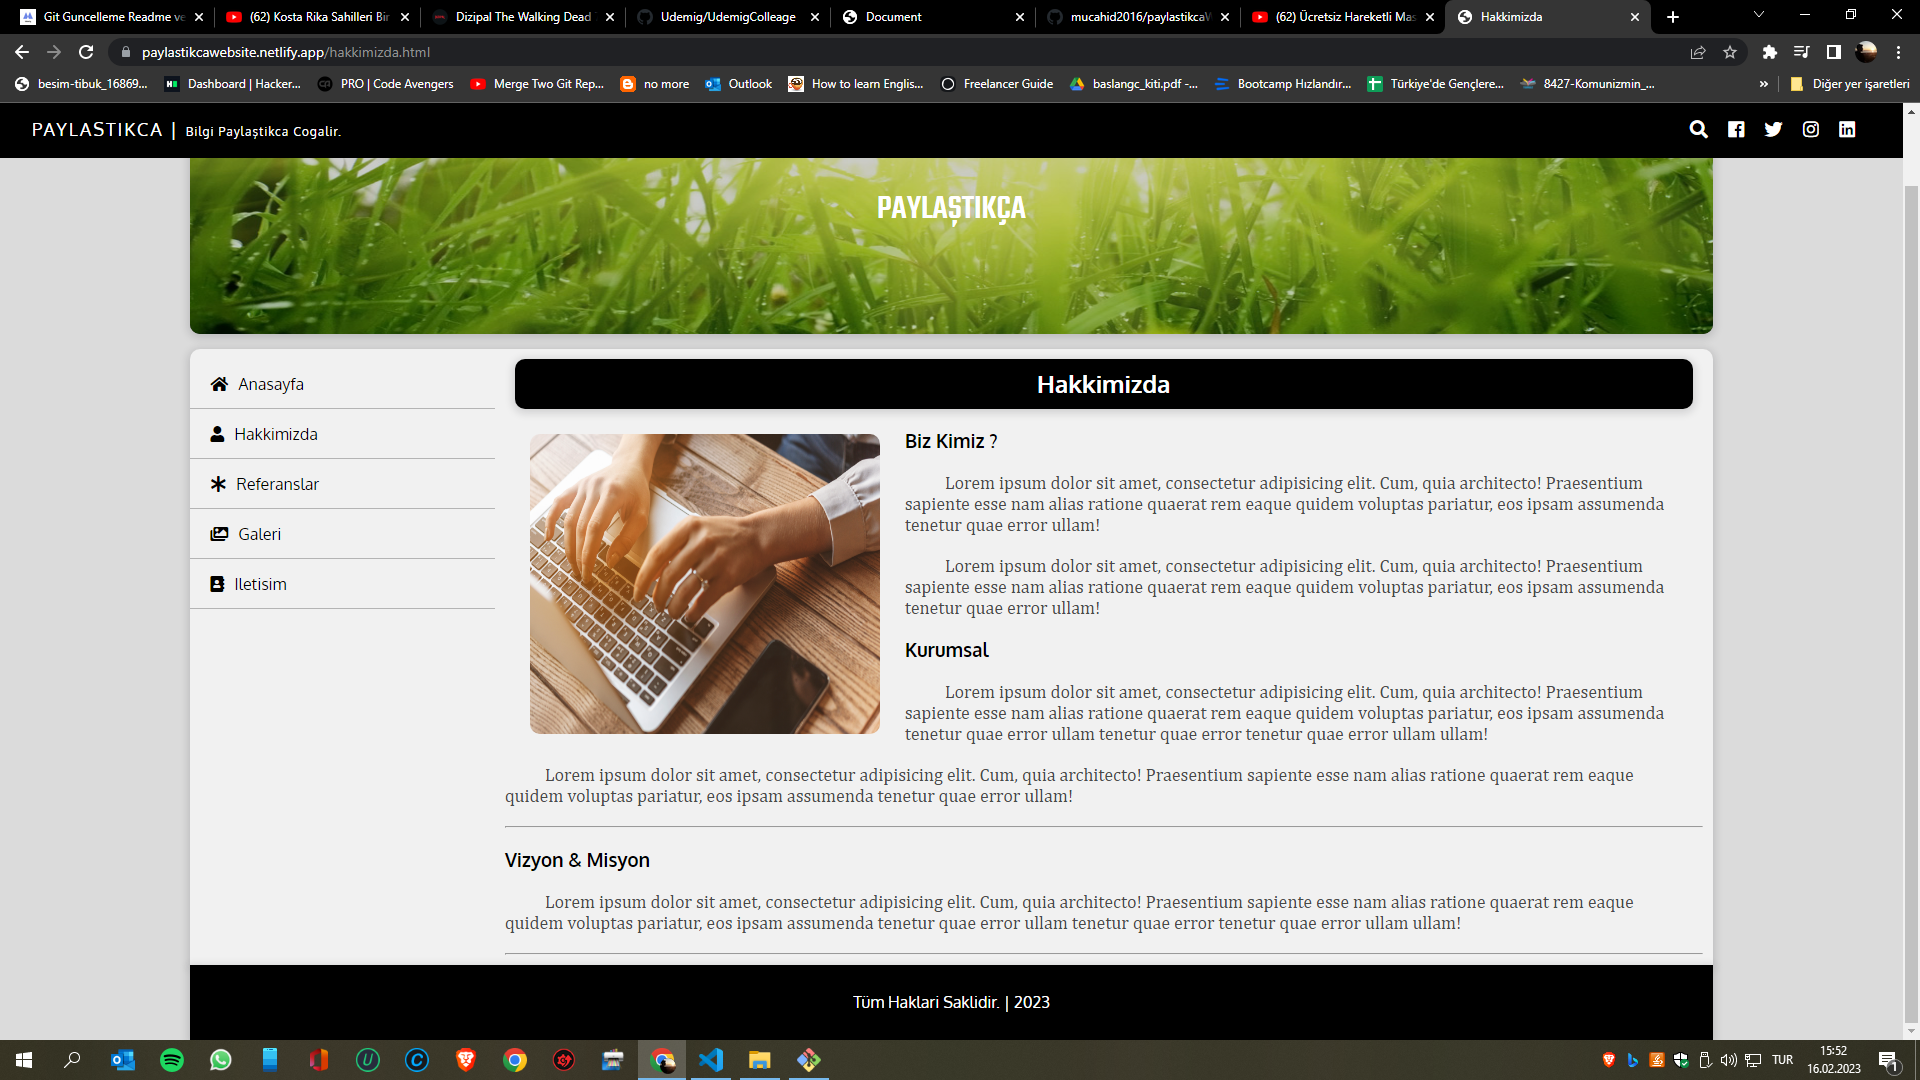 Git Guncelleme Readme ve
(62) Kosta Rika Sahilleri Bir
Dizipal The Walking Dead
Udemig/UdemigColleage
Document
mucahid2016/paylastikcaW
(62) Ücretsiz Hareketli Mas
Hakkimizda
paylastikcawebsite.netlify.app/hakkimizda.html
besim-tibuk_16869...
Dashboard | Hacker...
PRO | Code Avengers
Merge Two Git Rep...
no more
Outlook
How to learn Englis...
Freelancer Guide
baslangc_kiti.pdf -...
Bootcamp Hızlandır...
Türkiye'de Gençlere...
8427-Komunizmin_...
»
Diğer yer işaretleri
PAYLASTIKCA | Bilgi Paylaştikca Cogalir.
PAYLAŞTIKÇA
Anasayfa
Hakkimizda
Referanslar
Galeri
Iletisim
Hakkimizda
Biz Kimiz ?
Lorem ipsum dolor sit amet, consectetur adipisicing elit. Cum, quia architecto! Praesentium
sapiente esse nam alias ratione quaerat rem eaque quidem voluptas pariatur, eos ipsam assumenda
tenetur quae error ullam!
Lorem ipsum dolor sit amet, consectetur adipisicing elit. Cum, quia architecto! Praesentium
sapiente esse nam alias ratione quaerat rem eaque quidem voluptas pariatur, eos ipsam assumenda
tenetur quae error ullam!
Kurumsal
Lorem ipsum dolor sit amet, consectetur adipisicing elit. Cum, quia architecto! Praesentium
sapiente esse nam alias ratione quaerat rem eaque quidem voluptas pariatur, eos ipsam assumenda
tenetur quae error ullam tenetur quae error tenetur quae error ullam ullam!
Lorem ipsum dolor sit amet, consectetur adipisicing elit. Cum, quia architecto! Praesentium sapiente esse nam alias ratione quaerat rem eaque
quidem voluptas pariatur, eos ipsam assumenda tenetur quae error ullam!
Vizyon & Misyon
Lorem ipsum dolor sit amet, consectetur adipisicing elit. Cum, quia architecto! Praesentium sapiente esse nam alias ratione quaerat rem eaque
quidem voluptas pariatur, eos ipsam assumenda tenetur quae error ullam tenetur quae error tenetur quae error ullam ullam!
Tüm Haklari Saklidir. | 2023
TUR
15:52
16.02.2023
1